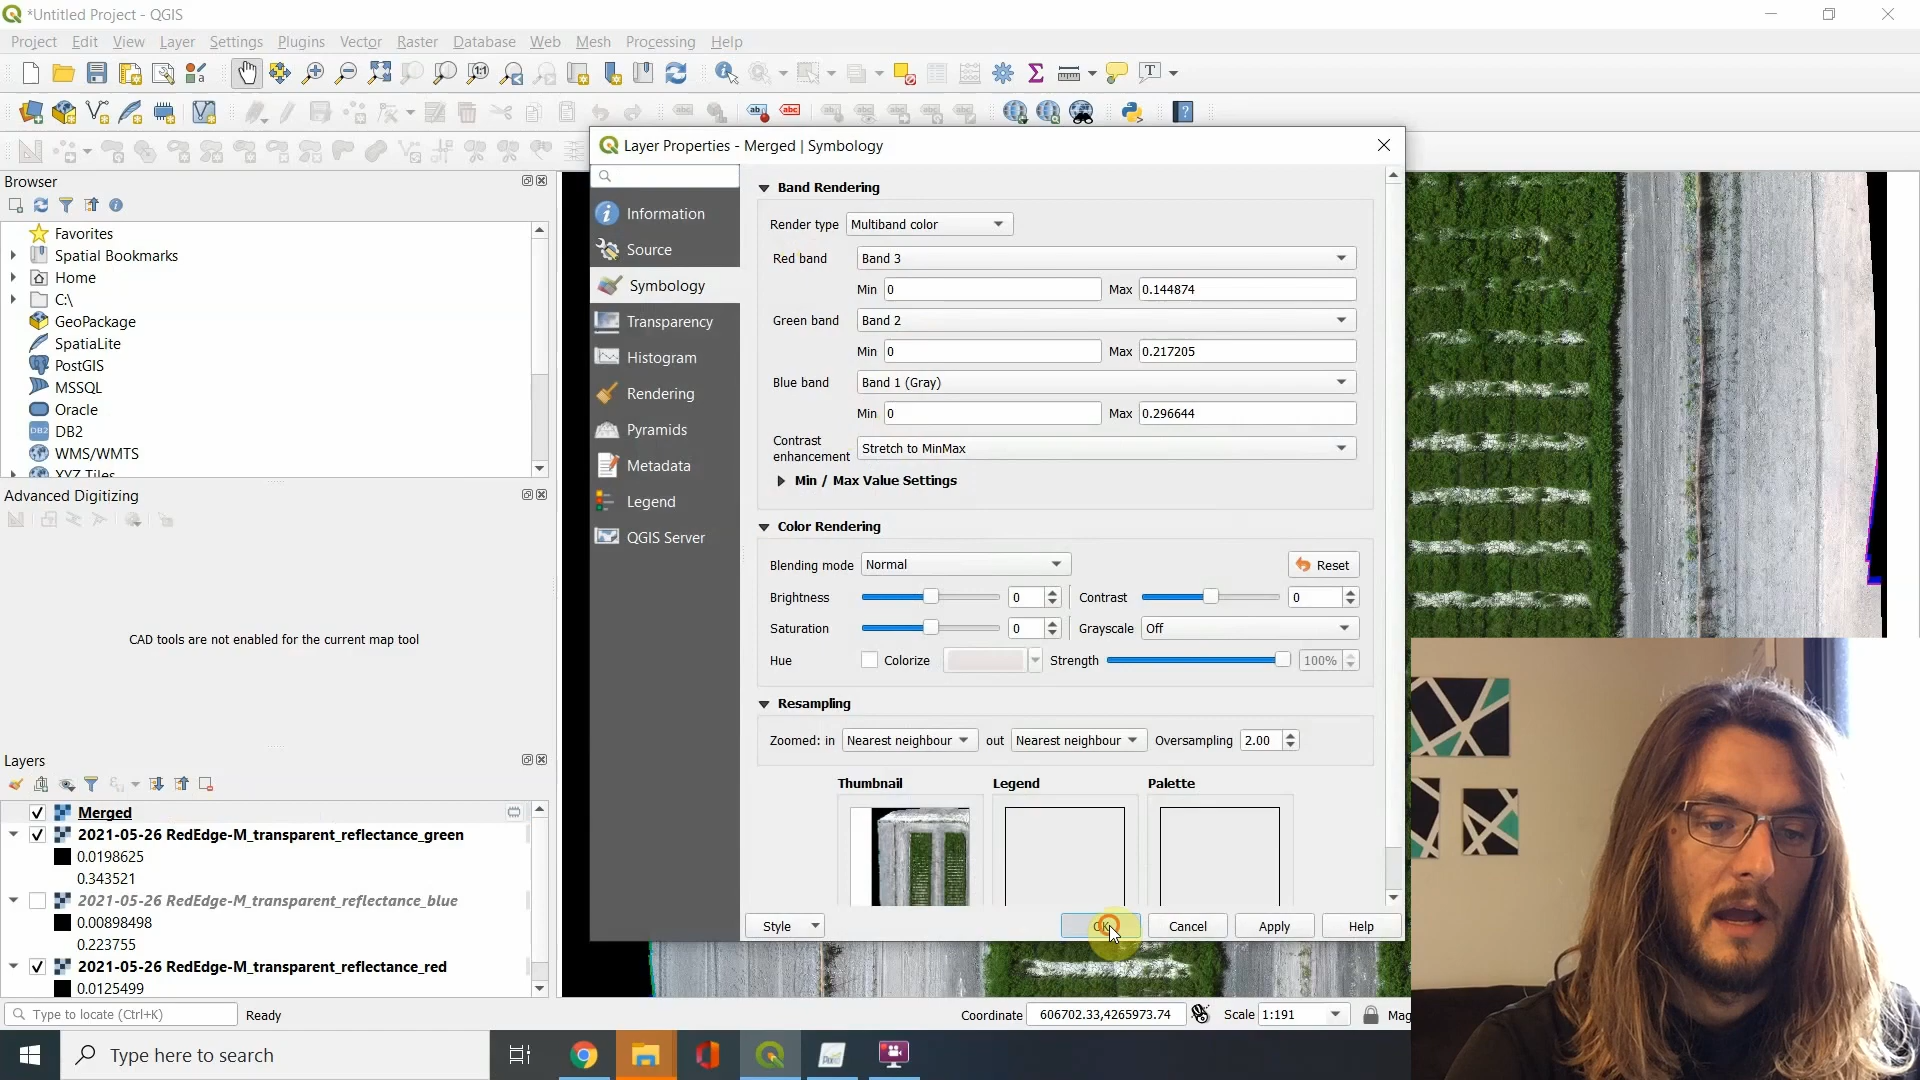 *Untitled Project - QGIS
Project Edit View Layer Settings Plugins Vector Raster Database Web Mesh Processing Help
Layer Properties - Merged | Symbology
Browser
Favorites
Spatial Bookmarks
Home
C:\
GeoPackage
SpatiaLite
PostGIS
MSSQL
Oracle
DB2
WMS/WMTS
XYZ Tiles
Advanced Digitizing
CAD tools are not enabled for the current map tool
Layers
Merged
2021-05-26 RedEdge-M_transparent_reflectance_green
0.0198625
0.343521
2021-05-26 RedEdge-M_transparent_reflectance_blue
0.00898498
0.223755
2021-05-26 RedEdge-M_transparent_reflectance_red
0.0125499
Information
Source
Symbology
Transparency
Histogram
Rendering
Pyramids
Metadata
Legend
QGIS Server
Band Rendering
Render type Multiband color
Red band Band 3
Min 0 Max 0.144874
Green band Band 2
Min 0 Max 0.217205
Blue band Band 1 (Gray)
Min 0 Max 0.296644
Contrast enhancement Stretch to MinMax
Min / Max Value Settings
Color Rendering
Blending mode Normal Reset
Brightness 0 Contrast 0
Saturation 0 Grayscale Off
Hue Colorize Strength 100%
Resampling
Zoomed: in Nearest neighbour out Nearest neighbour Oversampling 2.00
Thumbnail Legend Palette
Style OK Cancel Apply Help
Type to locate (Ctrl+K) Ready Coordinate 606702.33,4265973.74 Scale 1:191 Mag
Type here to search